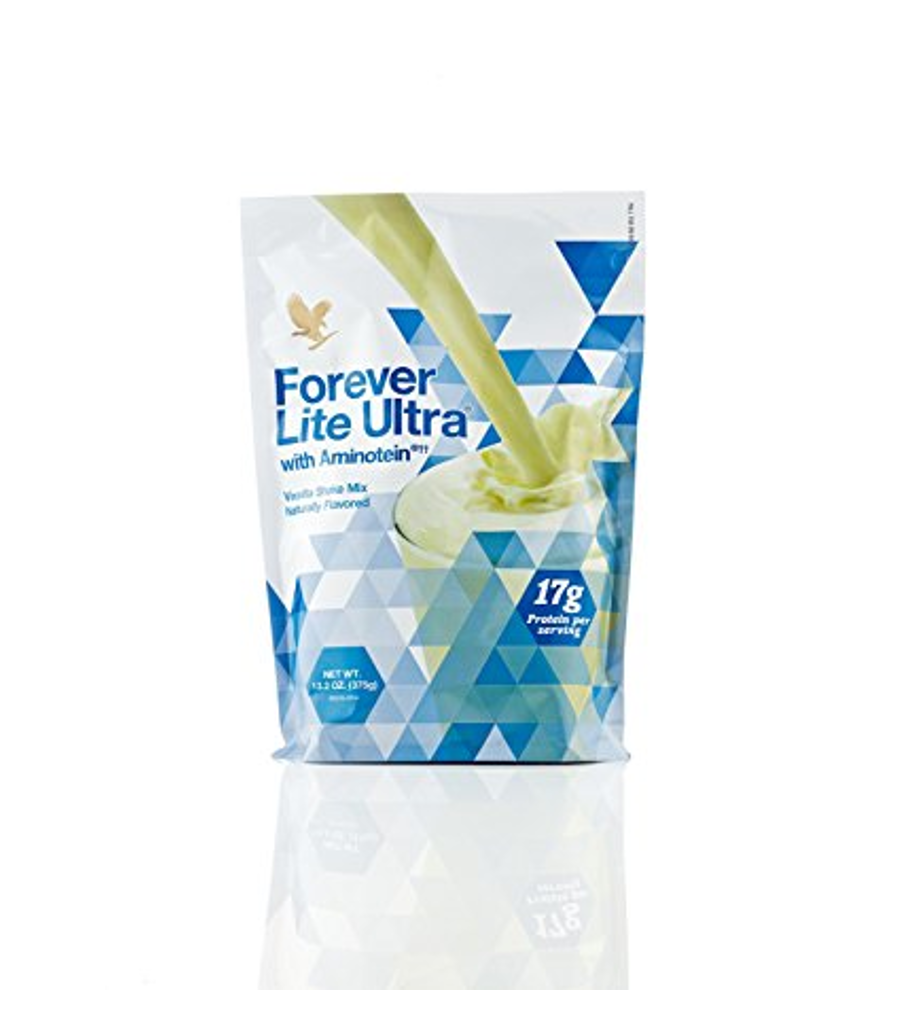 Forever
Lite Ultra®
with Aminotein®††
Vanilla Shake Mix
Naturally Flavored
17g
Protein per
serving
NET WT.
13.2 OZ. (375g)